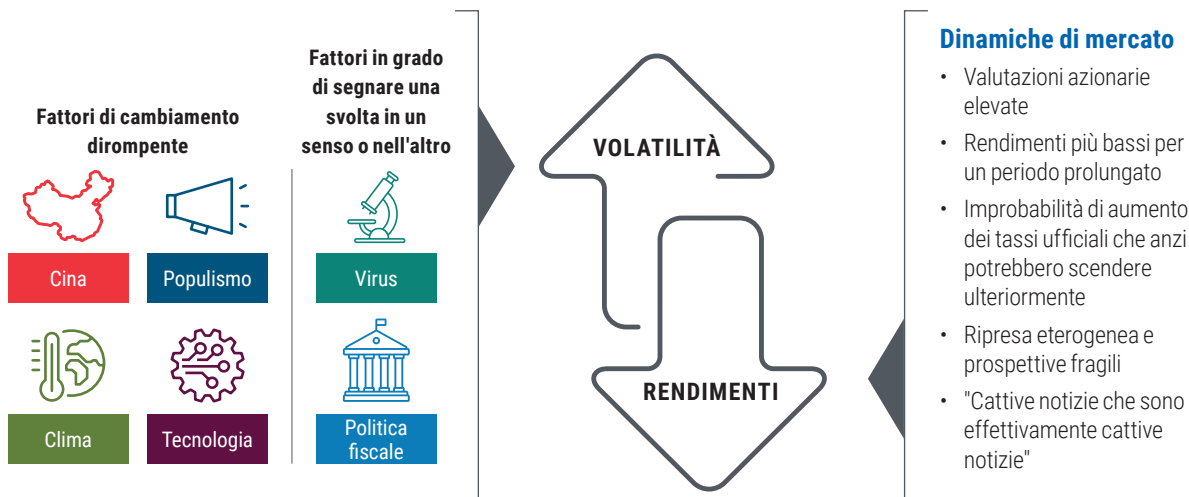 Fattori di cambiamento
dirompente
Cina
Populismo
Clima
Tecnologia
Fattori in grado
di segnare una
svolta in un
senso o nell'altro
Virus
Politica
fiscale
VOLATILITÀ
RENDIMENTI
Dinamiche di mercato
• Valutazioni azionarie
elevate
• Rendimenti più bassi per
un periodo prolungato
• Improbabilità di aumento
dei tassi ufficiali che anzi
potrebbero scendere
ulteriormente
• Ripresa eterogenea e
prospettive fragili
• "Cattive notizie che sono
effettivamente cattive
notizie"